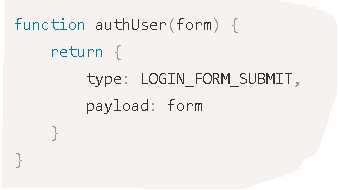 function authUser(form) {
    return {
        type: LOGIN_FORM_SUBMIT,
        payload: form
    }
}